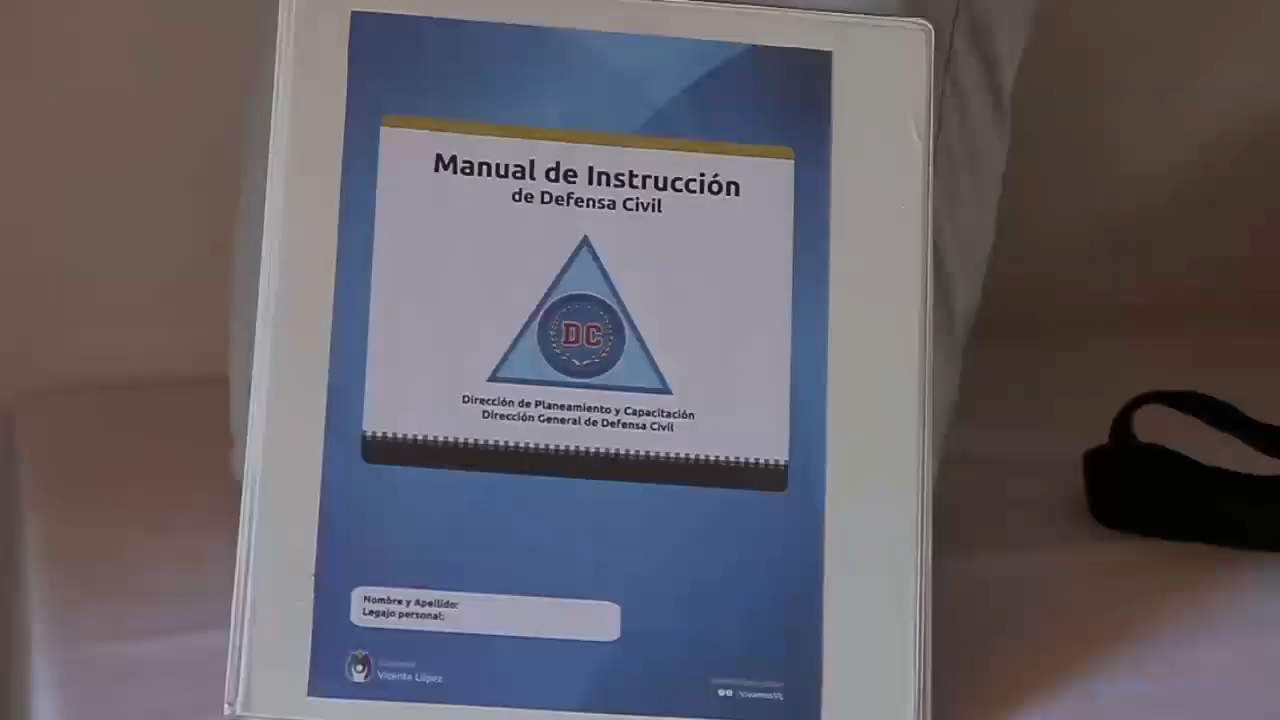 Manual de Instrucción
de Defensa Civil
DC
Dirección de Planeamiento y Capacitación
Dirección General de Defensa Civil
Nombre y Apellido:
Legajo personal:
Vicente López